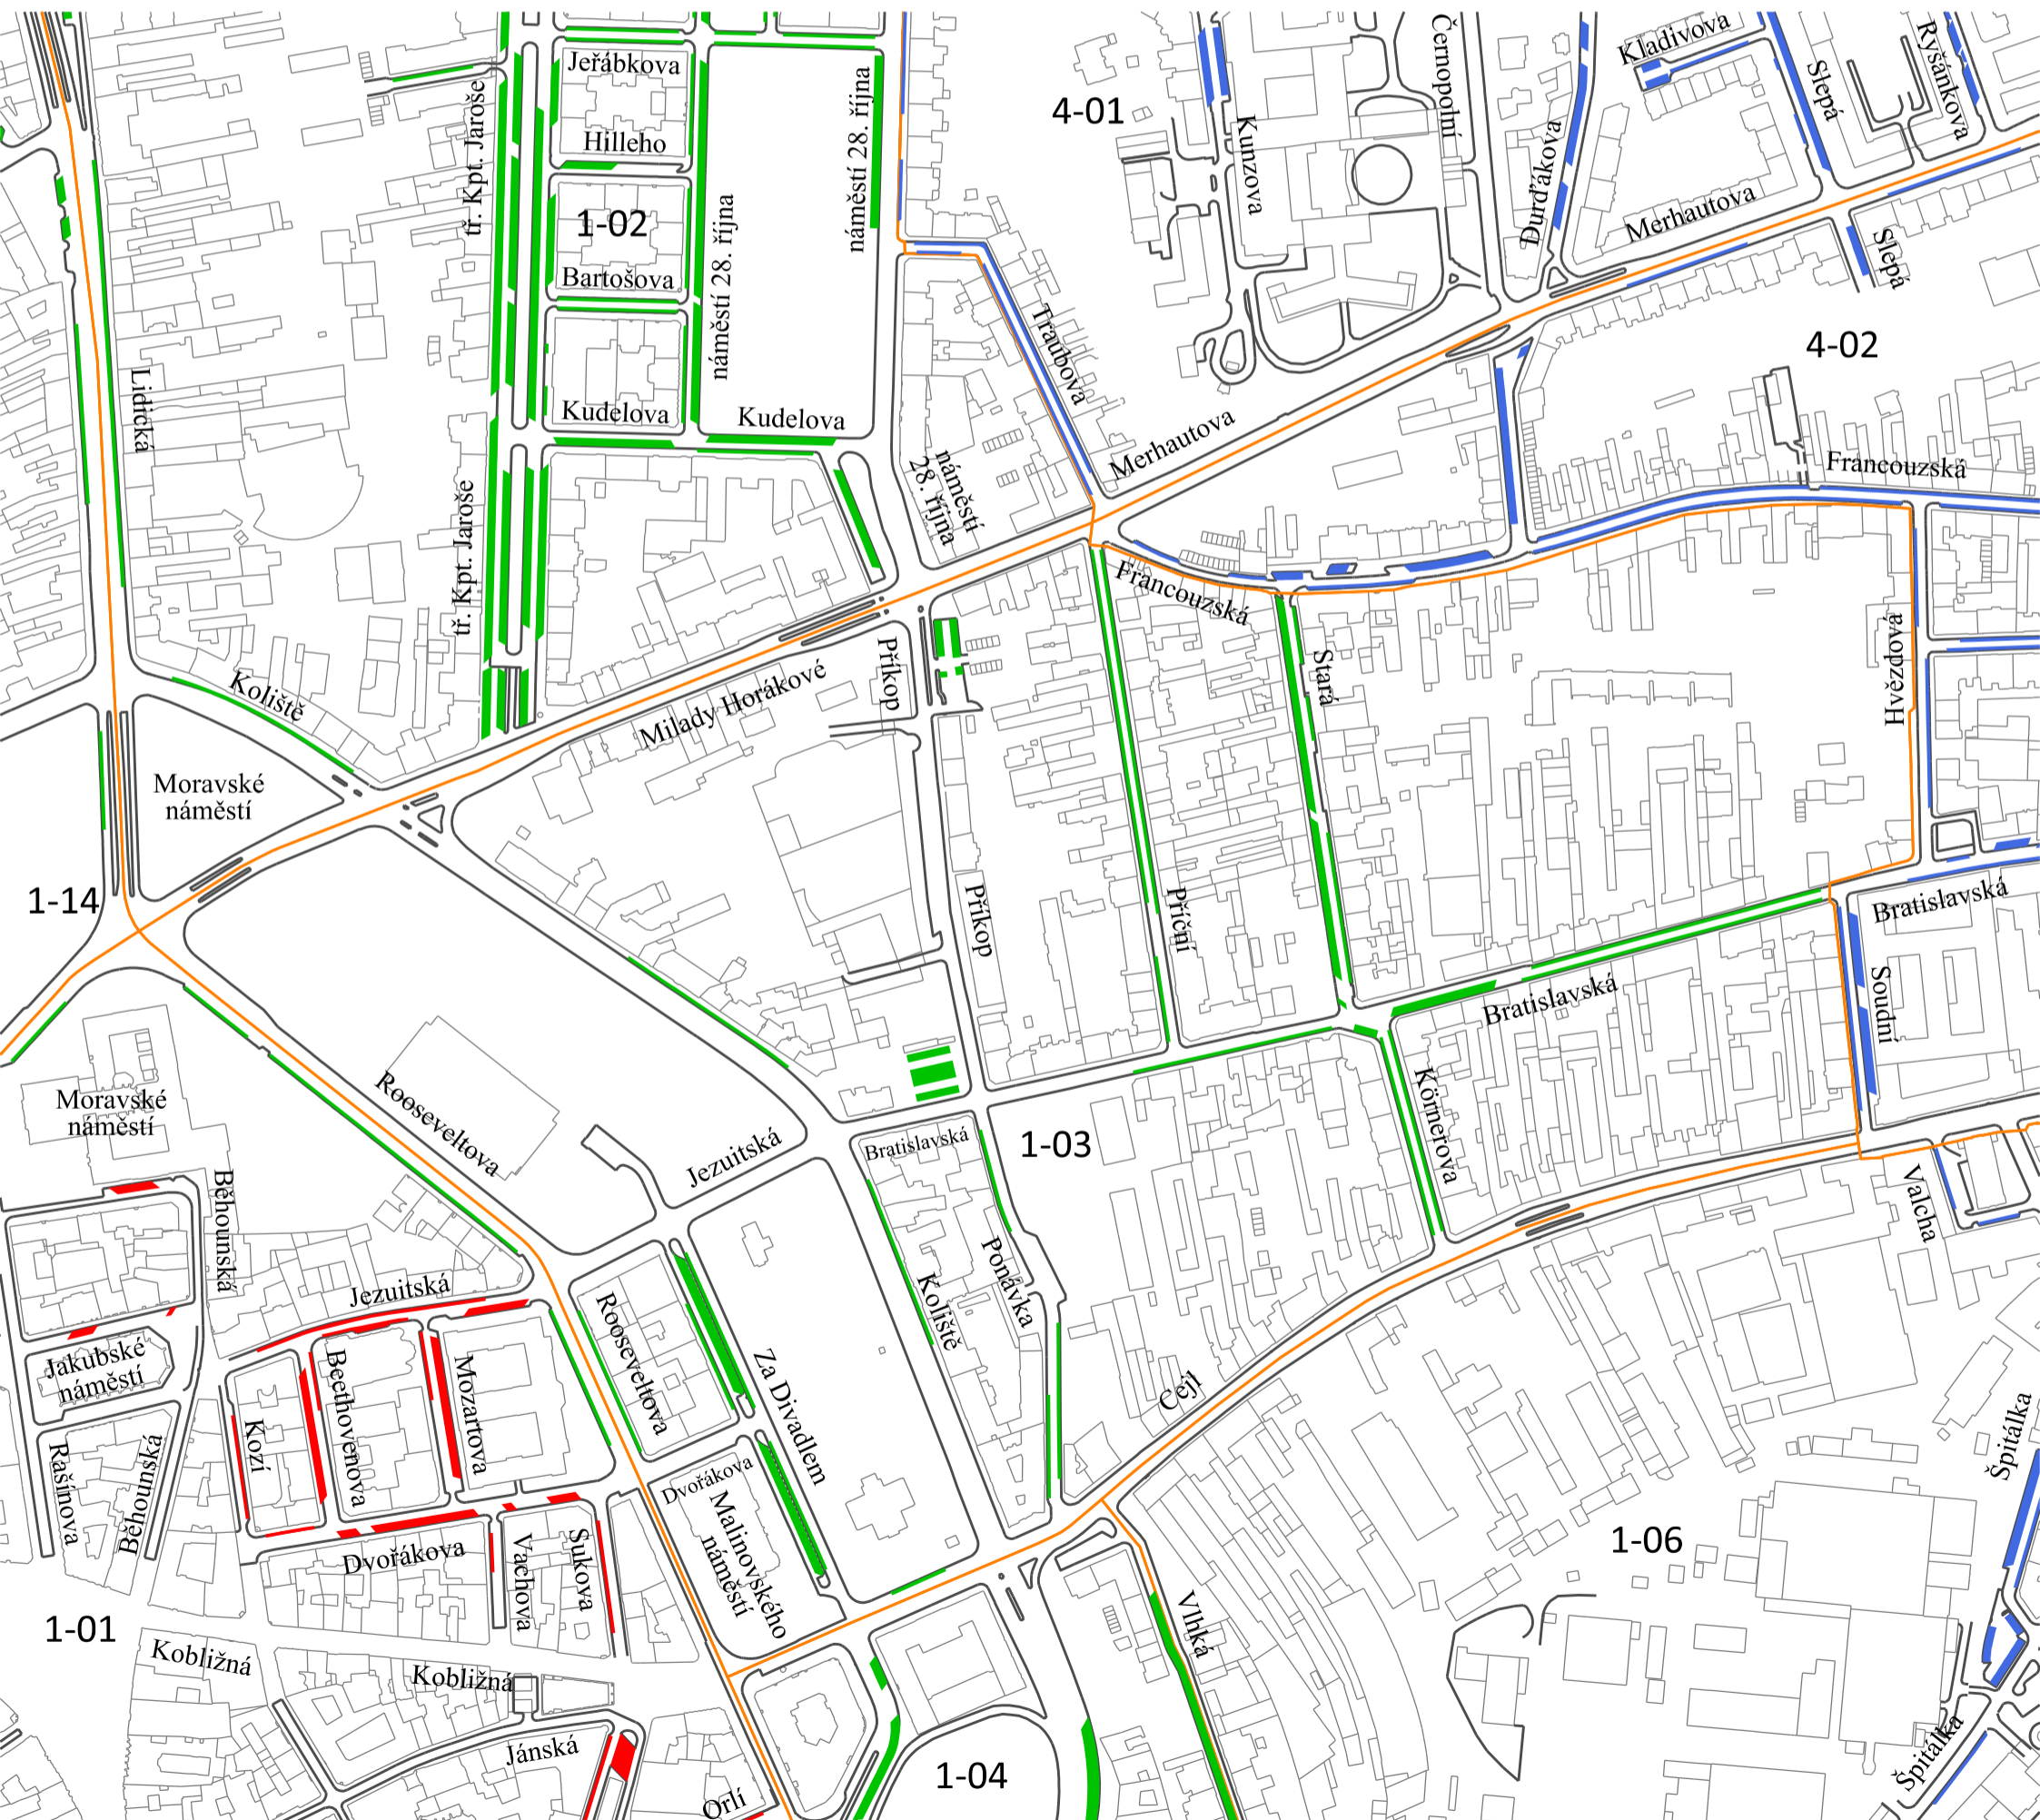 Jeřábkova
tř. Kpt. Jaroše
náměstí 28. října
Hilleho
1-02
náměstí 28. října
Bartošova
Kudelova
Kudelova
4-01
Kunzova
Černopolní
Durďákova
Kladivova
Slepá
Ryšánkova
Merhautova
Slepá
4-02
Traubova
Lidická
tř. Kpt. Jaroše
náměstí
28. října
Merhautova
Francouzská
Francouzská
Koliště
Milady Horákové
Příkop
Stará
Hvězdová
Moravské
náměstí
1-14
Příkop
Příční
Bratislavská
Bratislavská
Soudní
Moravské
náměstí
Rooseveltova
Jezuitská
Bratislavská
1-03
Körnerova
Valcha
Běhounská
Jezuitská
Koliště
Ponávka
Rooseveltova
Za Divadlem
Cejl
Jakubské
náměstí
Kozí
Beethovenova
Mozartova
Rašínova
Běhounská
Dvořákova
Malinovského
náměstí
Dvořákova
Vachova
Sukova
Špitálka
1-06
1-01
Vlhká
Kobližná
Kobližná
Jánská
Orlí
1-04
Špitálka